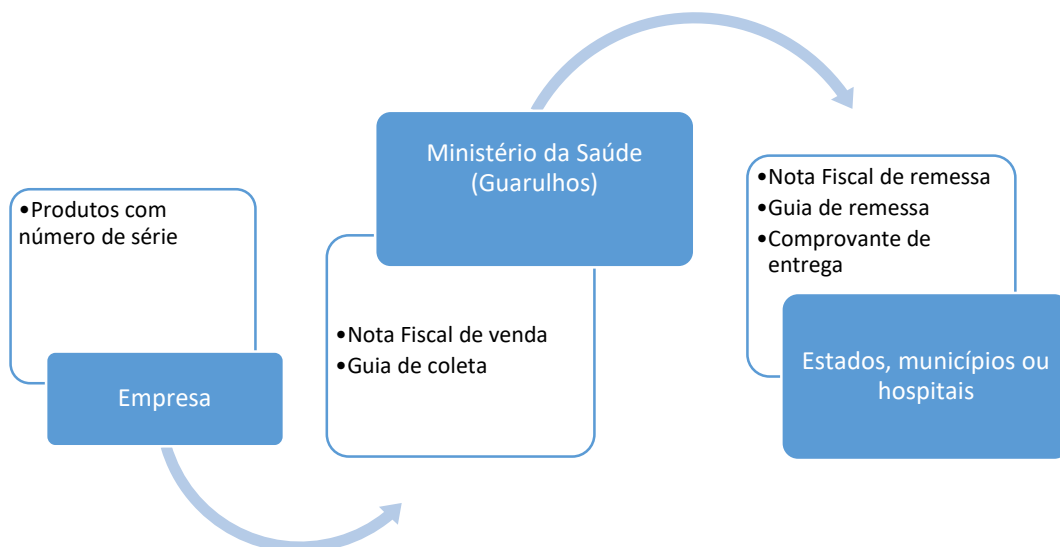 •Produtos com
número de série
Empresa
Ministério da Saúde
(Guarulhos)
•Nota Fiscal de venda
•Guia de coleta
•Nota Fiscal de remessa
•Guia de remessa
•Comprovante de
entrega
Estados, municípios ou
hospitais